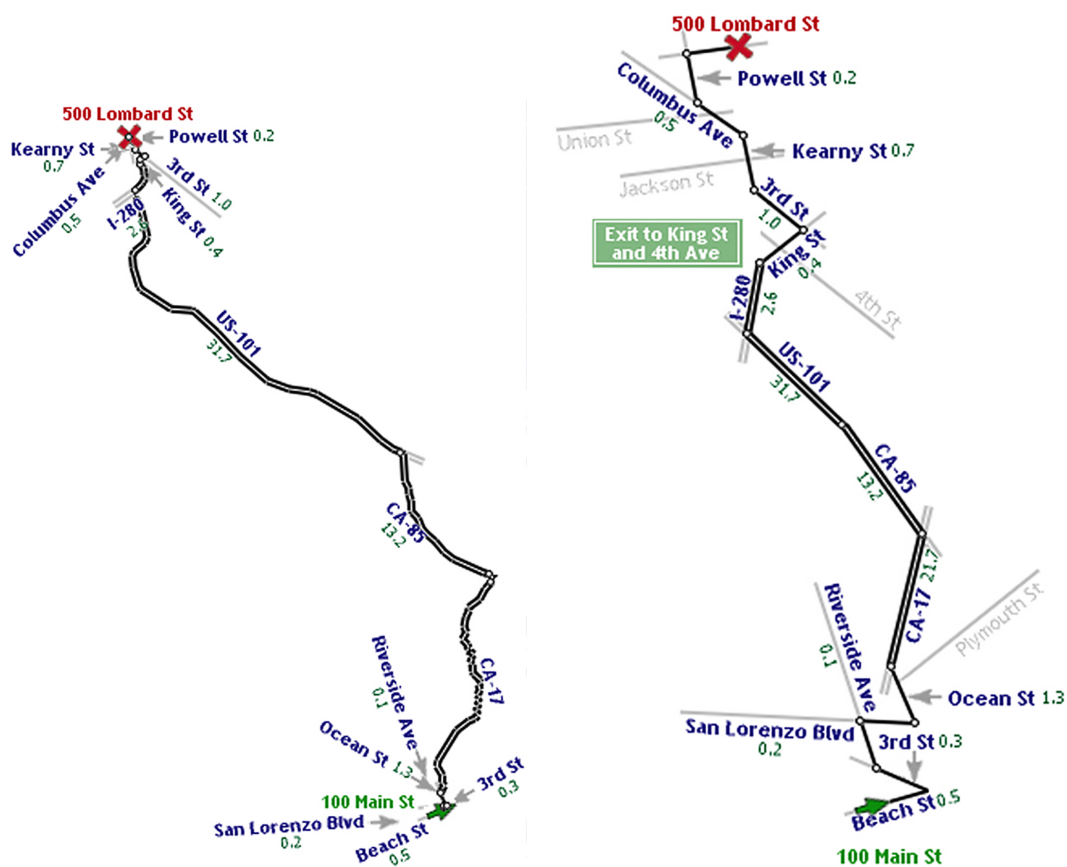 500 Lombard St
Powell St 0.2
Kearny St
0.7
3rd St 1.0
Columbus Ave
0.5
King St 0.4
I-280
US-101
31.7
CA-85
13.2
CA-17
Riverside Ave
0.1
Ocean St 1.3
3rd St
0.3
100 Main St
San Lorenzo Blvd
0.2
Beach St
0.5
500 Lombard St
Powell St 0.2
Columbus Ave
0.5
Union St
Kearny St 0.7
Jackson St
3rd St
1.0
Exit to King St
and 4th Ave
King St
0.4
I-280
2.6
4th St
US-101
31.7
CA-85
13.2
CA-17
21.7
Plymouth St
Riverside Ave
0.1
Ocean St 1.3
San Lorenzo Blvd
0.2
3rd St 0.3
Beach St 0.5
100 Main St